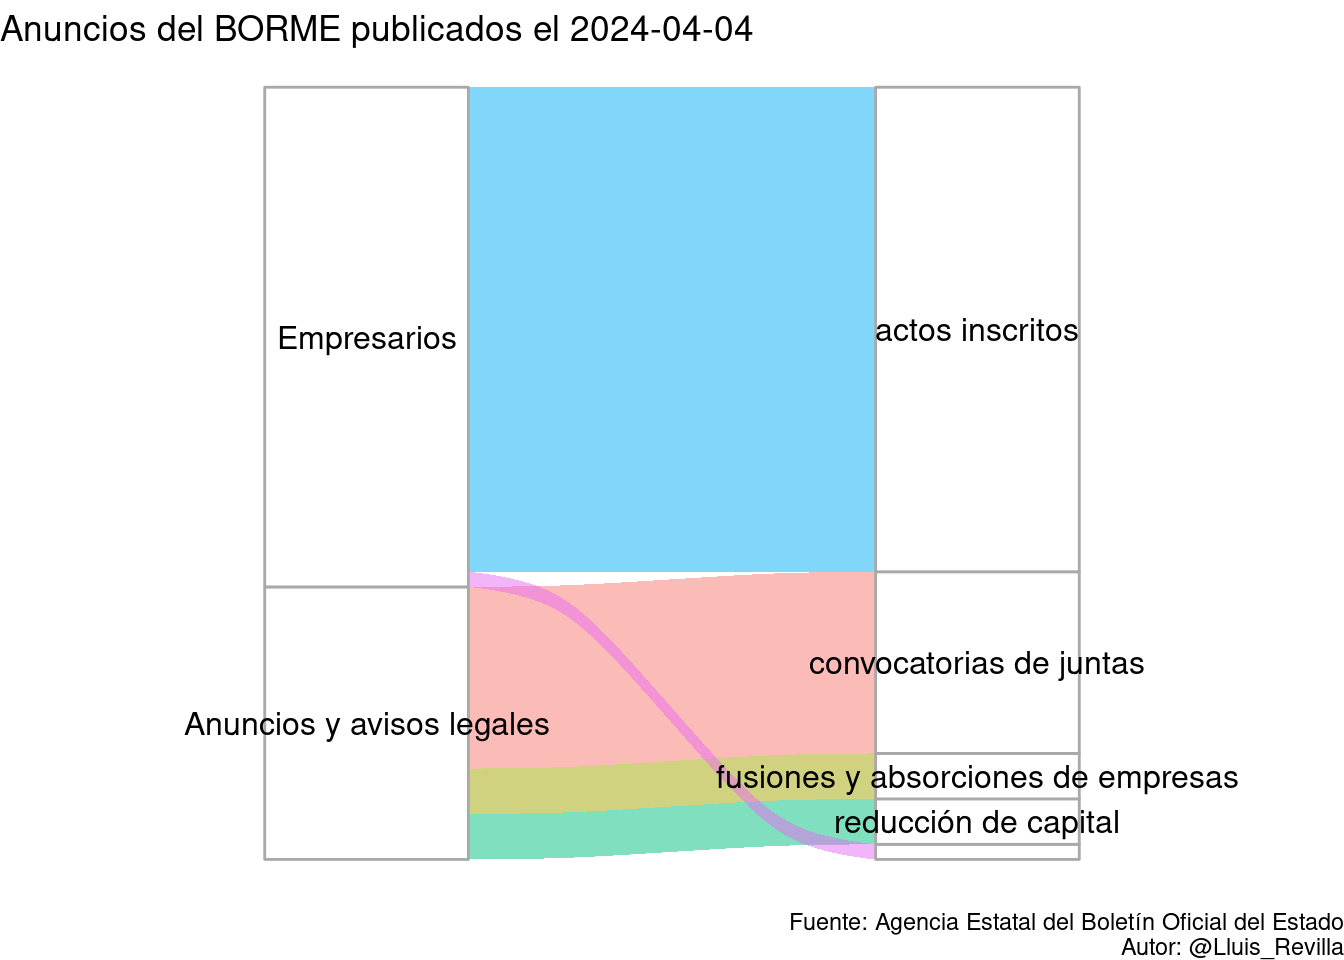 Anuncios del BORME publicados el 2024-04-04
Empresarios
actos inscritos
convocatorias de juntas
Anuncios y avisos legales
fusiones y absorciones de empresas
reducción de capital
Fuente: Agencia Estatal del Boletín Oficial del Estado
Autor: @Lluis_Revilla